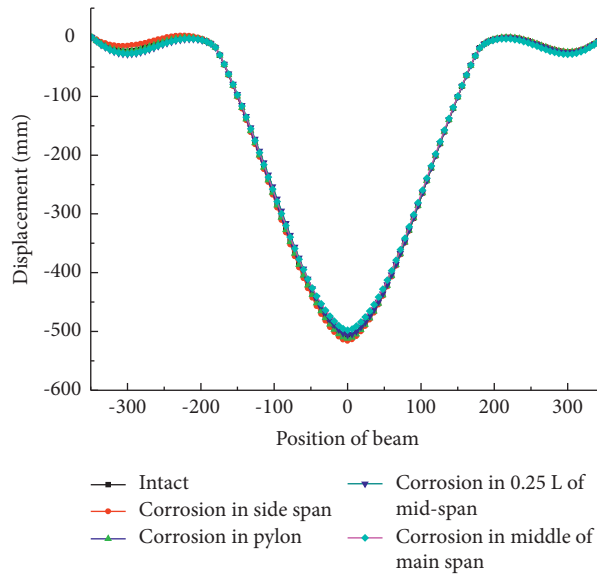 0
-100
-200
-300
-400
-500
-600
Displacement (mm)
-300
-200
-100
0
100
200
300
Position of beam
Intact
Corrosion in side span
Corrosion in pylon
Corrosion in 0.25 L of
mid-span
Corrosion in middle of
main span